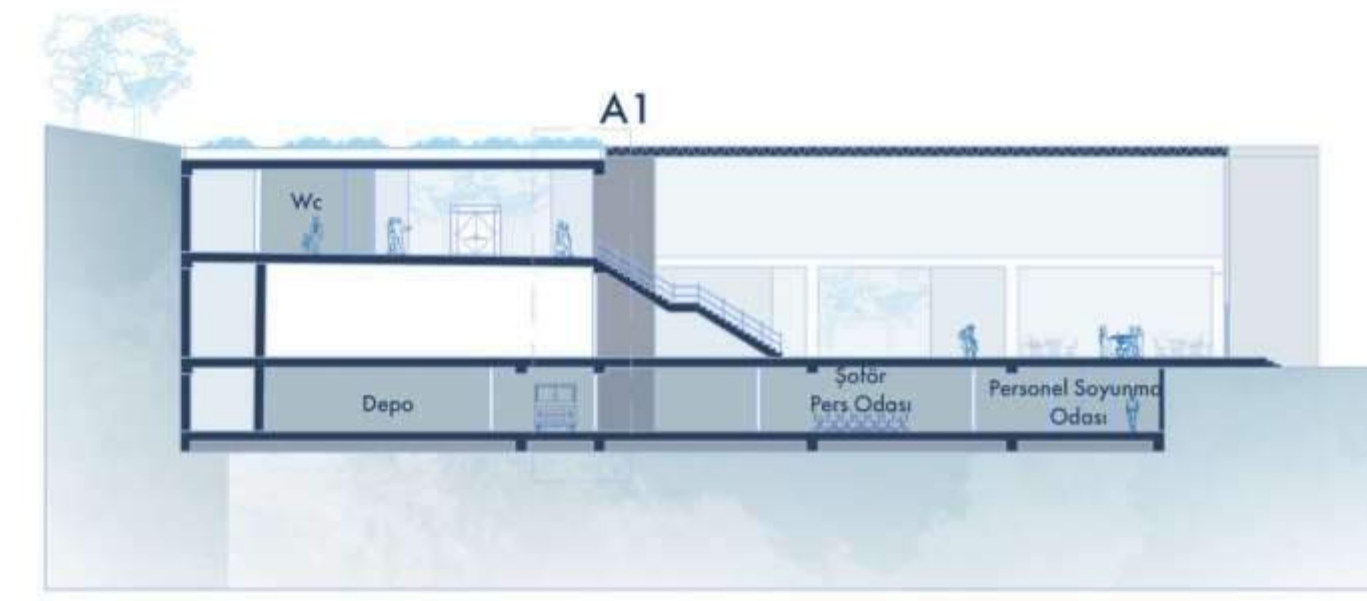 A1
Wc
Depo
Şoför
Pers Odası
Personel Soyunma
Odası